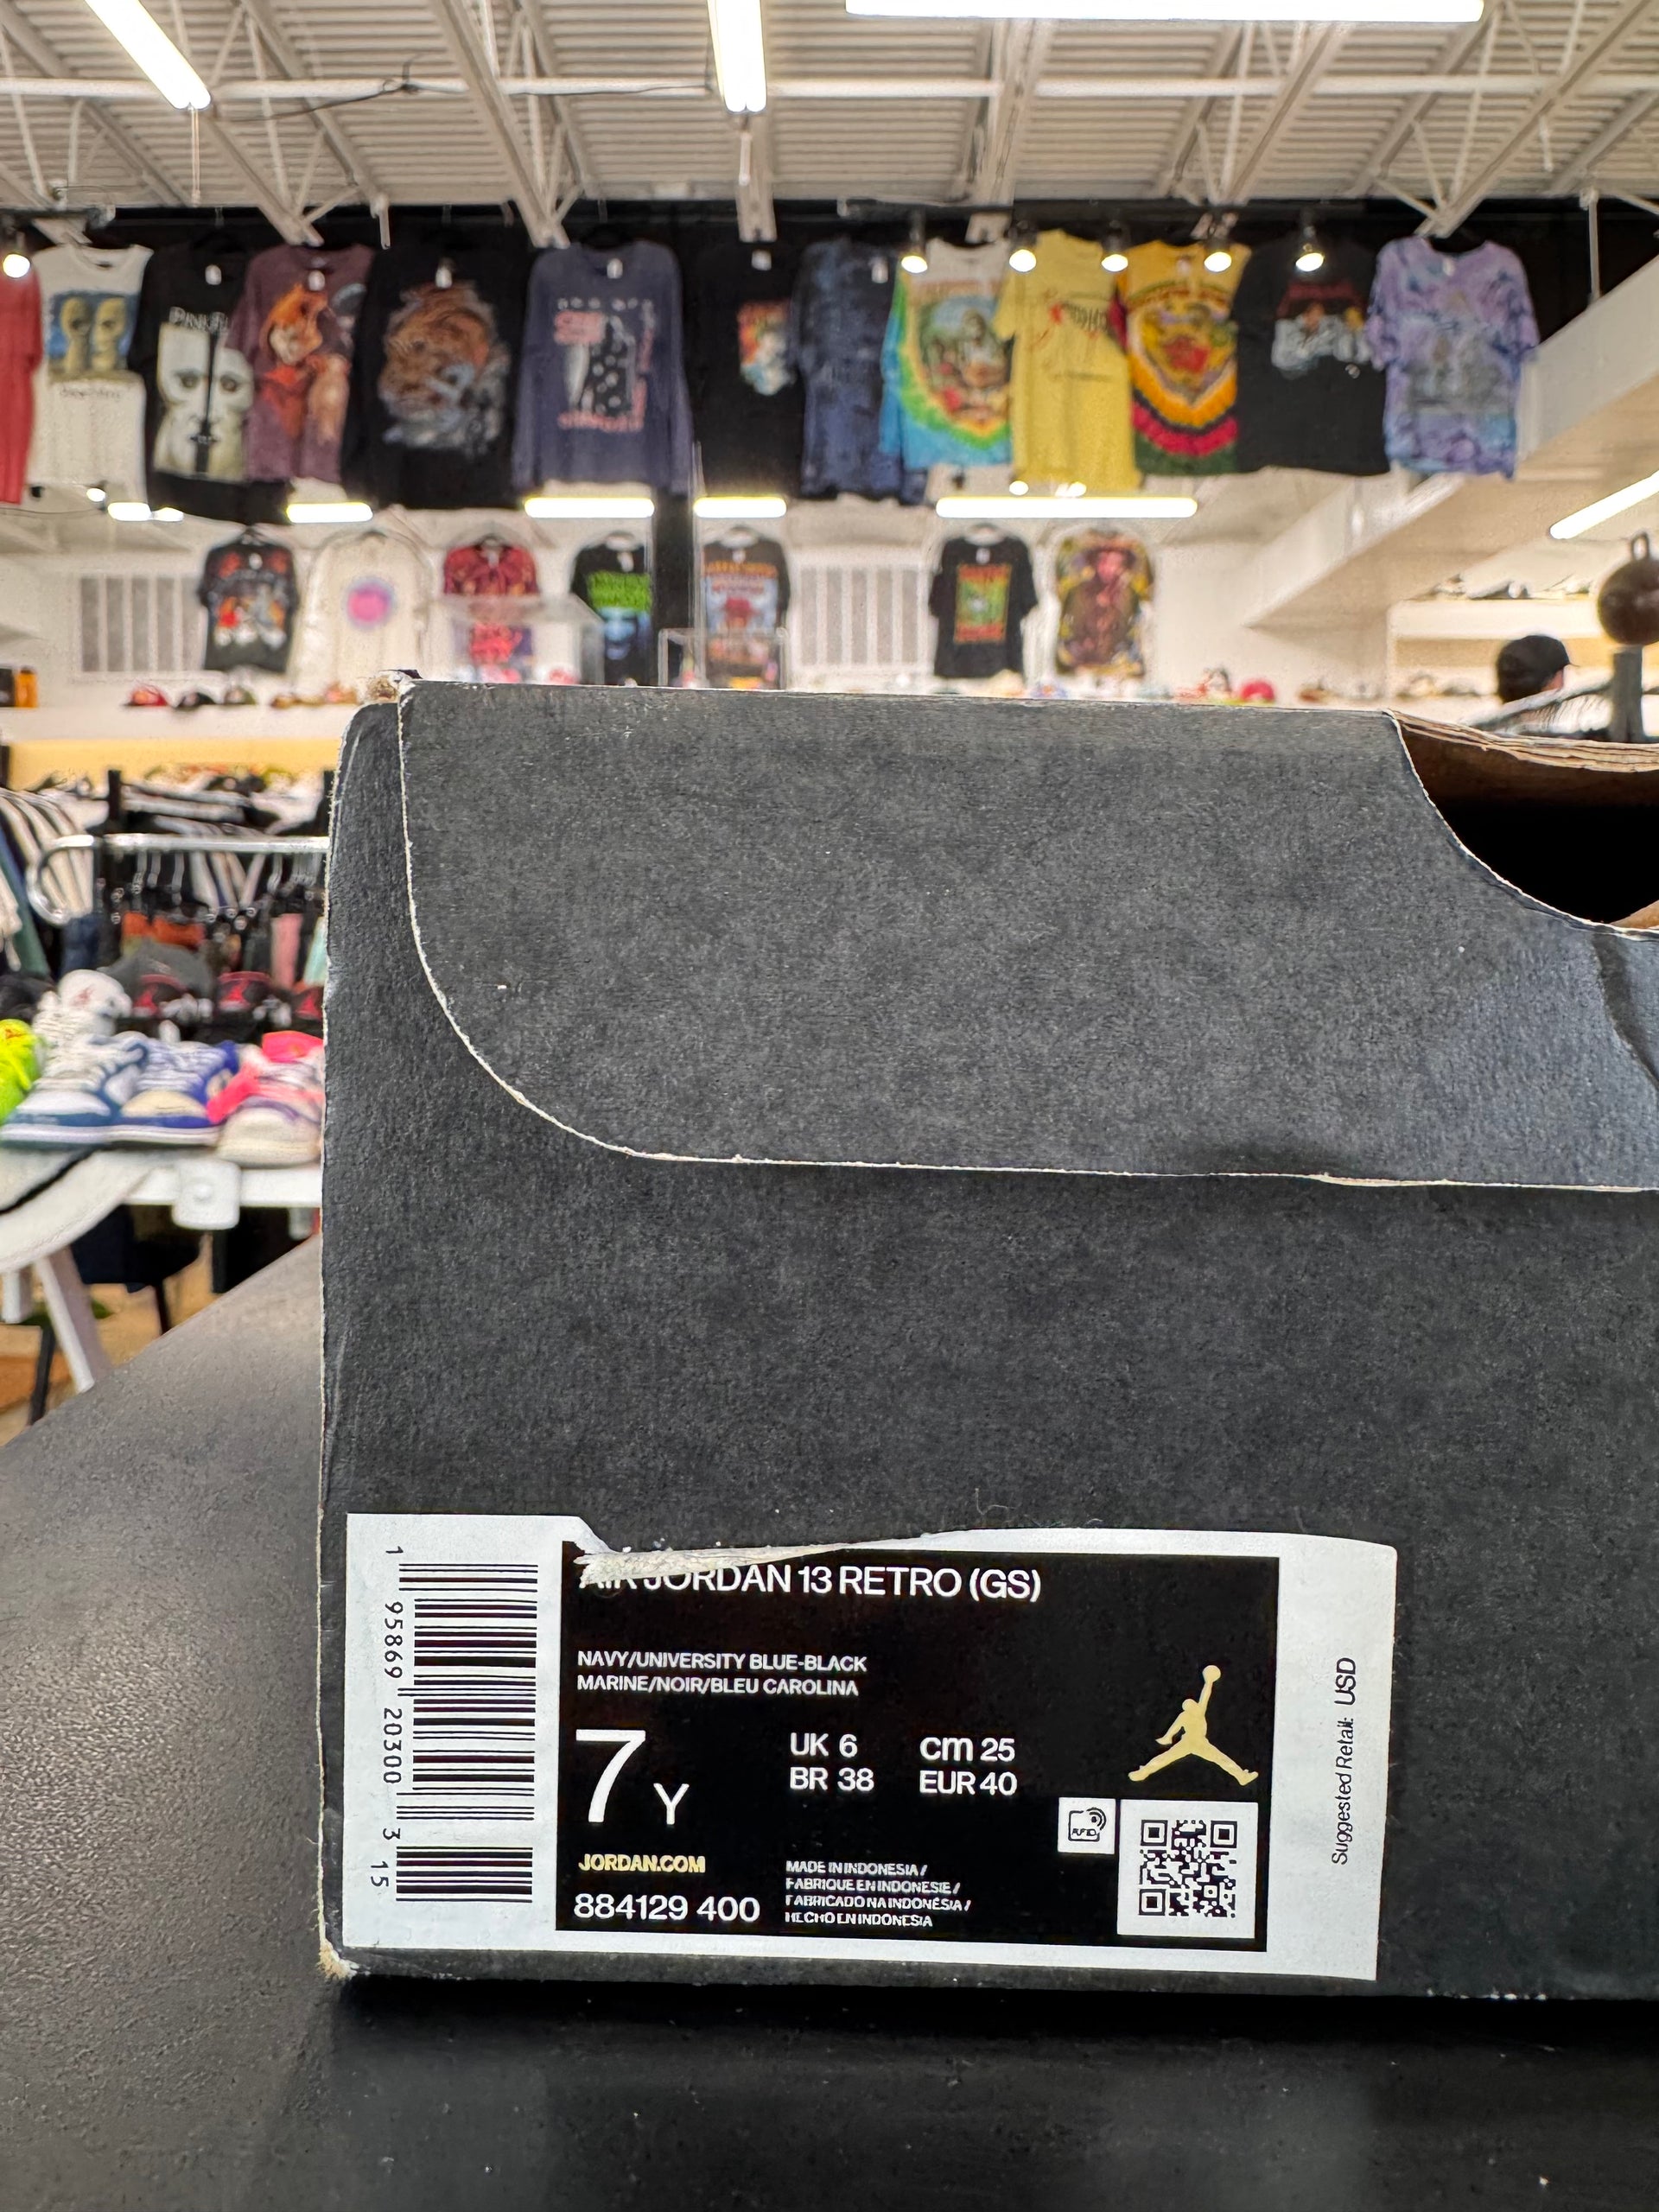 AIR JORDAN 13 RETRO (GS)
NAVY/UNIVERSITY BLUE-BLACK
MARINE/NOIR/BLEU CAROLINA
7 Y
UK 6 cm 25
BR 38 EUR 40
JORDAN.COM
884129 400
MADE IN INDONESIA /
FABRIQUE EN INDONESIE /
FABRICADO NA INDONÉSIA /
HECHO EN INDONESIA
RFID
Suggested Retail: USD
1 95869 20300 3 15